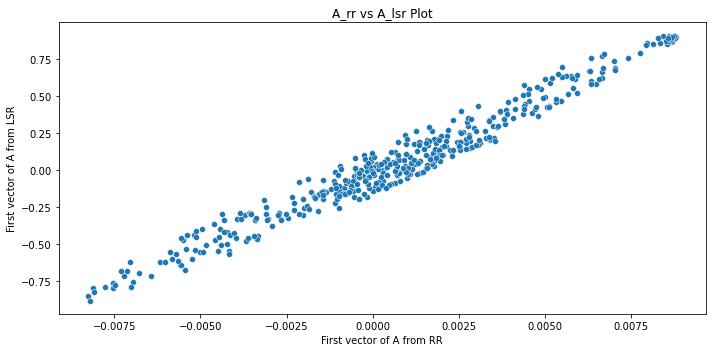 A_rr vs A_lsr Plot
First vector of A from LSR
0.75
0.50
0.25
0.00
−0.25
−0.50
−0.75
−0.0075 −0.0050 −0.0025 0.0000 0.0025 0.0050 0.0075
First vector of A from RR